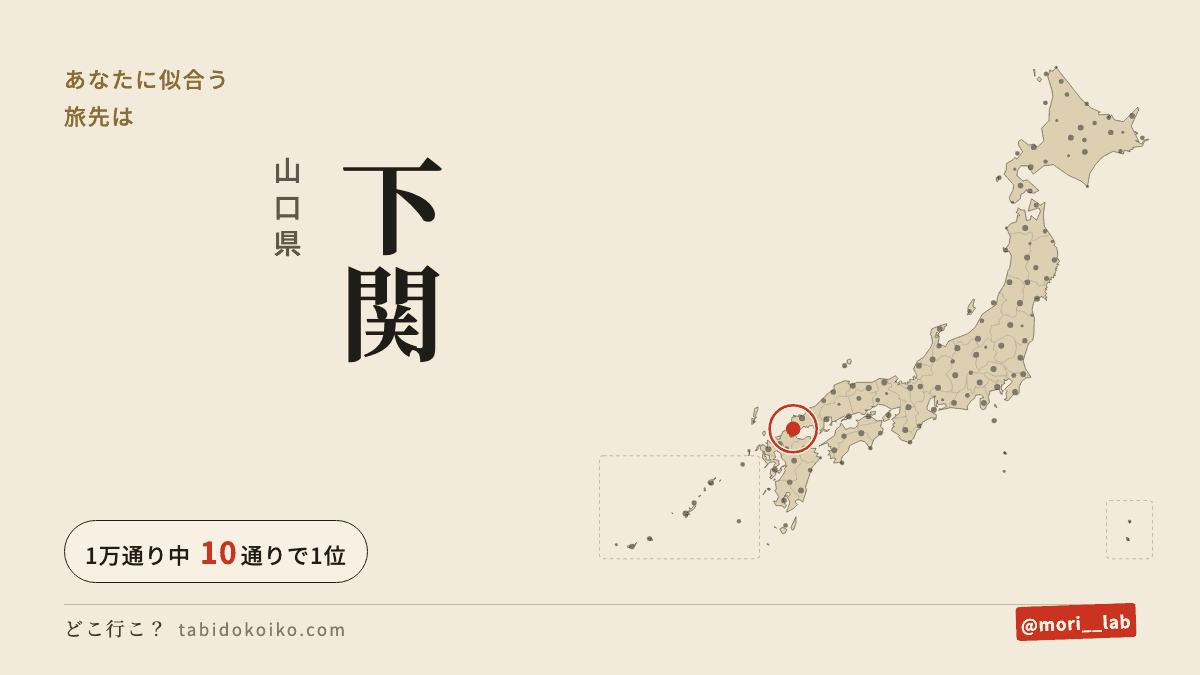 あなたに似合う
旅先は
下関
山口県
1万通り中 10通りで1位
どこ行こ？ tabidokoiko.com
@mori__lab